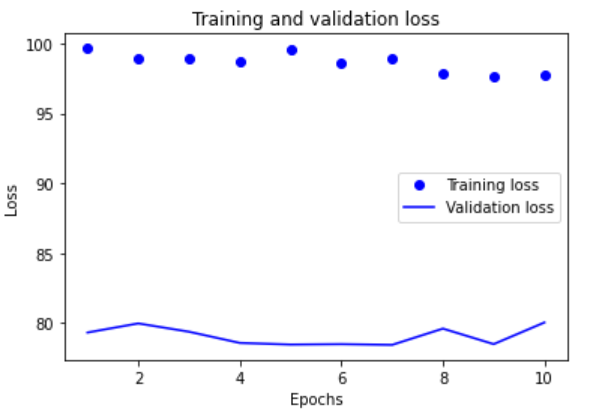 Training and validation loss
100
95
90
85
80
Loss
Training loss
Validation loss
2 4 6 8 10
Epochs